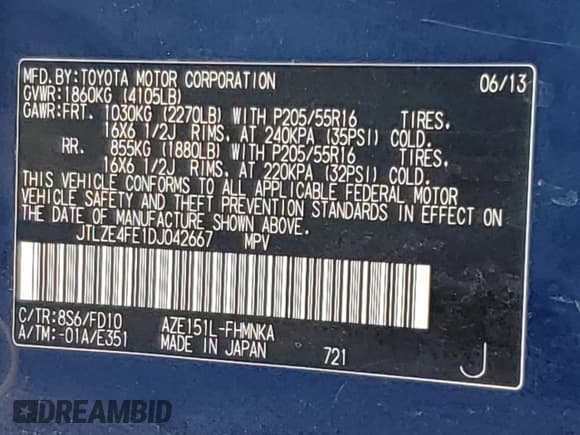 MFD.BY:TOYOTA MOTOR CORPORATION 06/13
GVWR:1860KG (4105LB)
GAWR:FRT. 1030KG (2270LB) WITH P205/55R16 TIRES.
16X6 1/2J RIMS. AT 240KPA (35PSI) COLD.
RR. 855KG (1880LB) WITH P205/55R16 TIRES.
16X6 1/2J RIMS. AT 220KPA (32PSI) COLD.
THIS VEHICLE CONFORMS TO ALL APPLICABLE FEDERAL MOTOR
VEHICLE SAFETY AND THEFT PREVENTION STANDARDS IN EFFECT ON
THE DATE OF MANUFACTURE SHOWN ABOVE.
JTLZE4FE1DJ042667 MPV
C/TR:8S6/FD10 AZE151L-FHMNKA
A/TM:-01A/E351 MADE IN JAPAN 721 J
DREAMBID